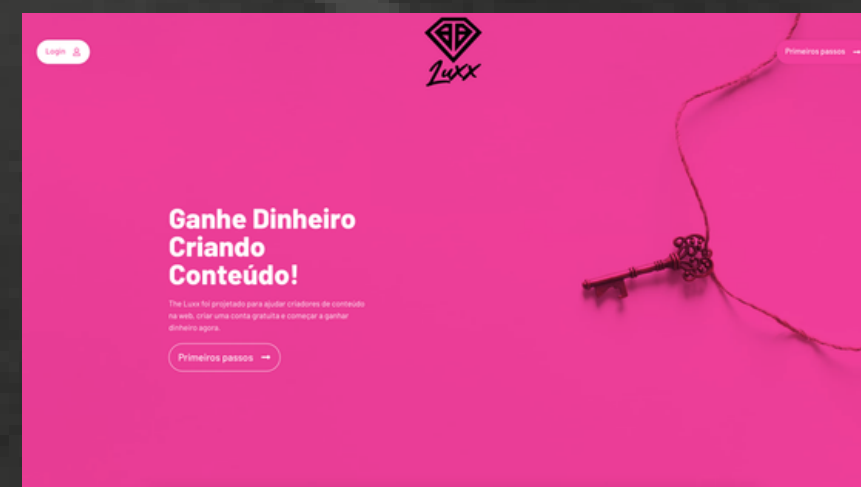 Login
Luxx
Primeiros passos
Ganhe Dinheiro
Criando
Conteúdo!
The Luxx foi projetado para ajudar criadores de conteúdo
na web, criar uma conta gratuita e começar a ganhar
dinheiro agora.
Primeiros passos